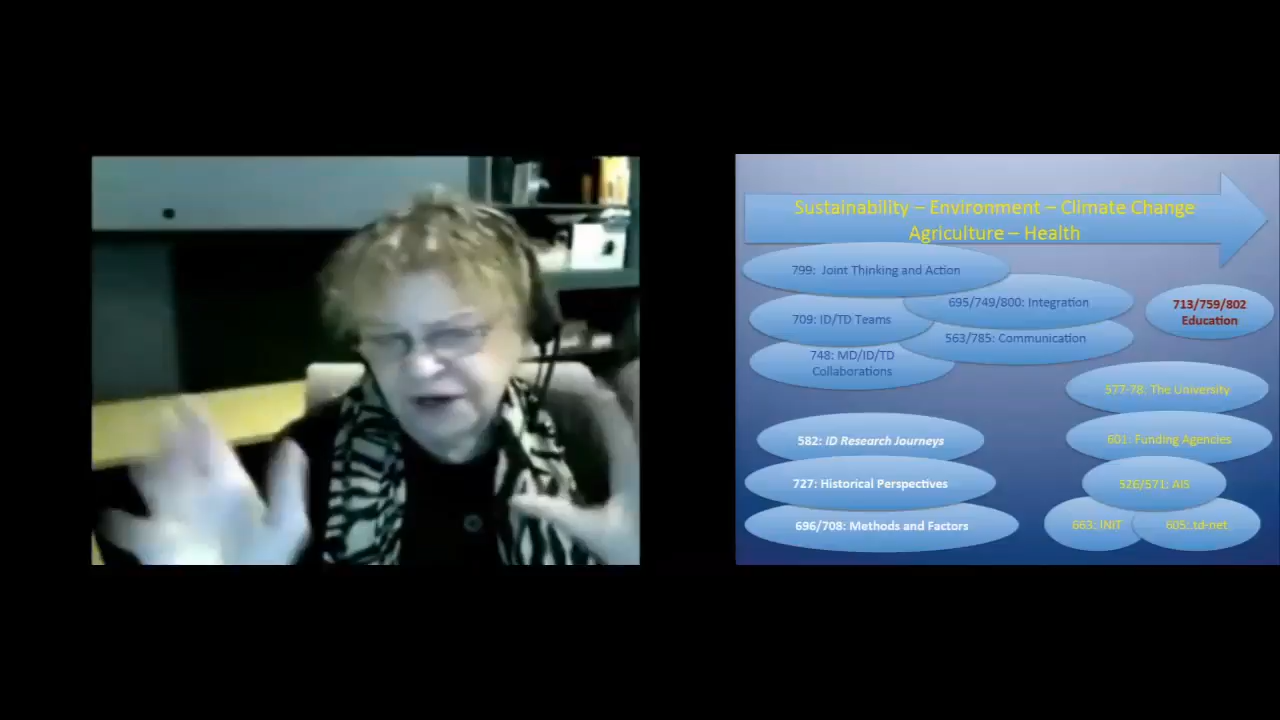 Sustainability – Environment – Climate Change
Agriculture – Health
799: Joint Thinking and Action
695/749/800: Integration
713/759/802
Education
709: ID/TD Teams
563/785: Communication
748: MD/ID/TD
Collaborations
577-78: The University
582: ID Research Journeys
601: Funding Agencies
727: Historical Perspectives
526/571: AIS
696/708: Methods and Factors
663: INIT
605: td-net